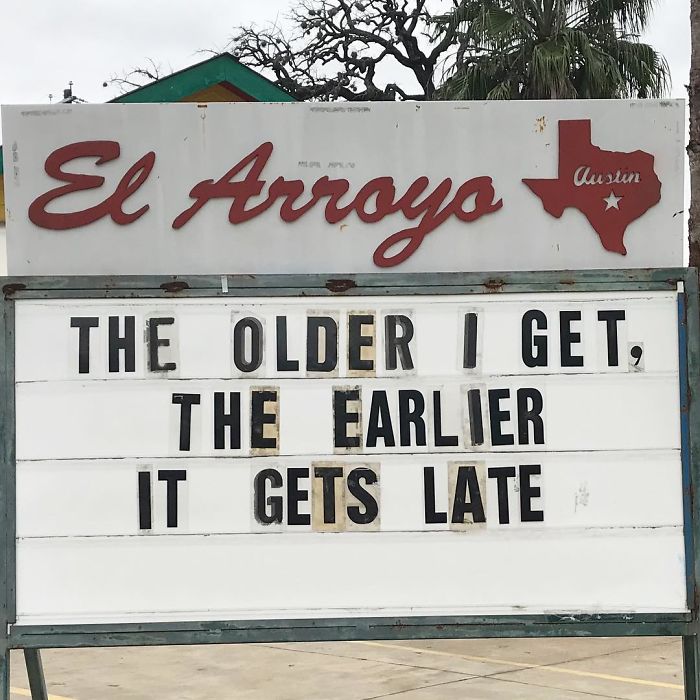 El Arroyo
Austin
THE OLDER I GET,
THE EARLIER
IT GETS LATE